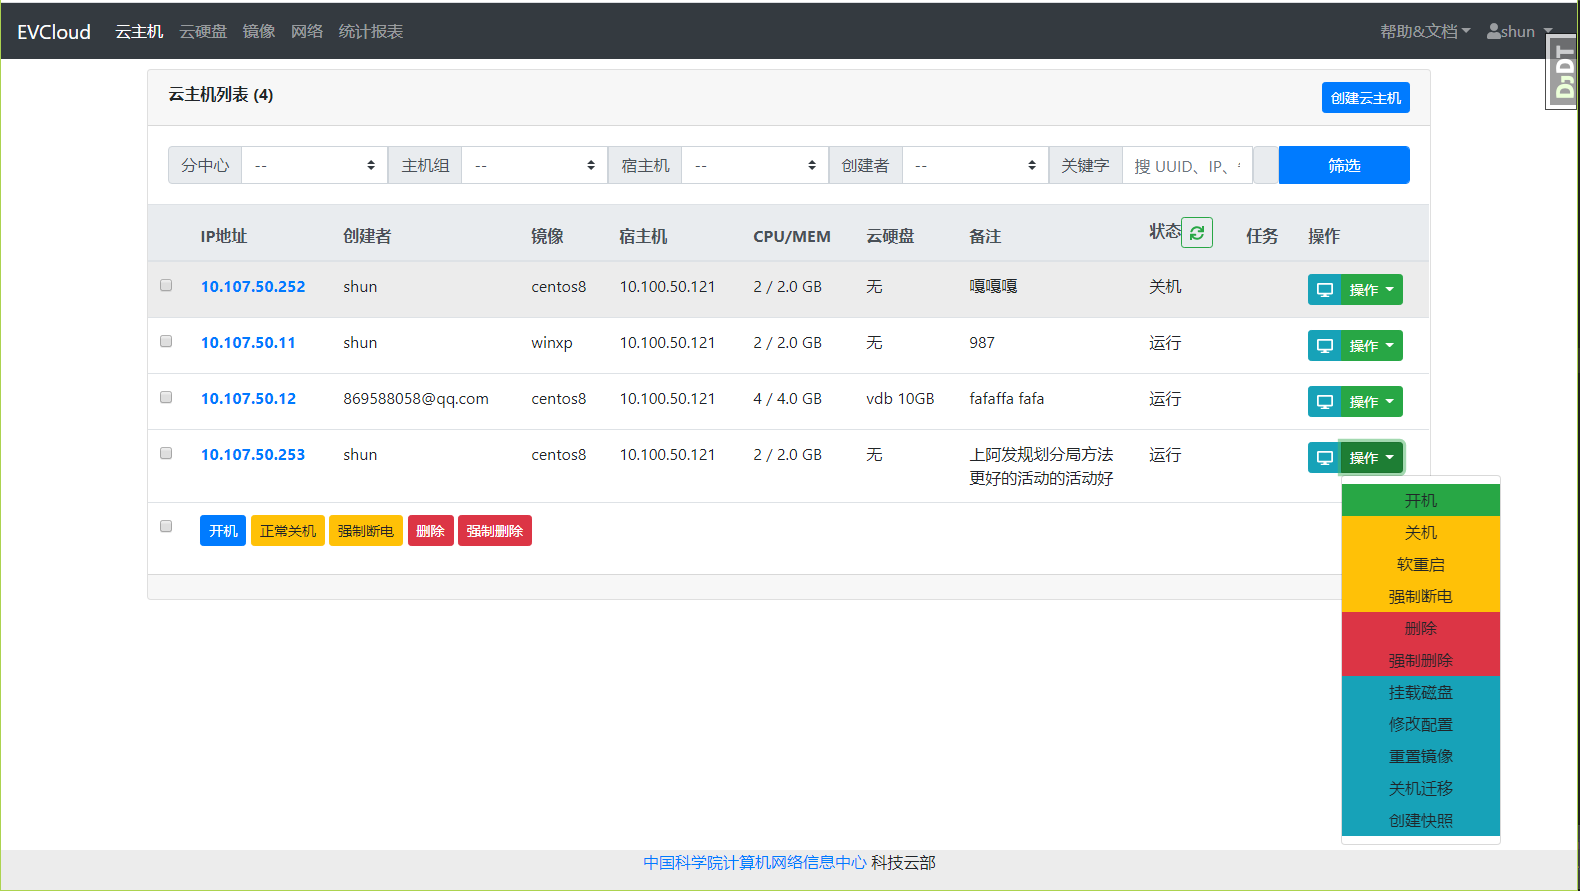 EVCloud 云主机 云硬盘 镜像 网络 统计报表 帮助&文档 shun
DJDT
云主机列表 (4) 创建云主机
分中心 -- 主机组 -- 宿主机 -- 创建者 -- 关键字 搜 UUID、IP、 筛选
IP地址 创建者 镜像 宿主机 CPU/MEM 云硬盘 备注 状态 任务 操作
10.107.50.252 shun centos8 10.100.50.121 2 / 2.0 GB 无 嘎嘎嘎 关机 操作
10.107.50.11 shun winxp 10.100.50.121 2 / 2.0 GB 无 987 运行 操作
10.107.50.12 869588058@qq.com centos8 10.100.50.121 4 / 4.0 GB vdb 10GB fafaffa fafa 运行 操作
10.107.50.253 shun centos8 10.100.50.121 2 / 2.0 GB 无 上阿发规划分局方法 运行 操作
更好的活动的活动好
开机 正常关机 强制断电 删除 强制删除
开机
关机
软重启
强制断电
删除
强制删除
挂载磁盘
修改配置
重置镜像
关机迁移
创建快照
中国科学院计算机网络信息中心 科技云部